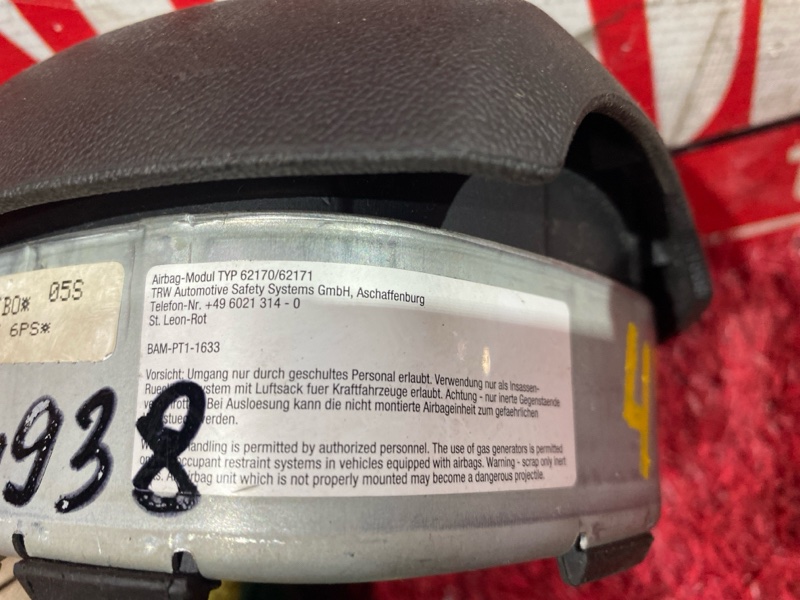 BO* 05S
6PS*
938
4
Airbag-Modul TYP 62170/62171
TRW Automotive Safety Systems GmbH, Aschaffenburg
Telefon-Nr. +49 6021 314 - 0
St. Leon-Rot
BAM-PT1-1633
Vorsicht: Umgang nur durch geschultes Personal erlaubt. Verwendung nur als Insassen-
system mit Luftsack fuer Kraftfahrzeuge erlaubt. Achtung - nur inerte Gegenstaende
Bei Ausloesung kann die nicht montierte Airbageinheit zum gefaehrlichen
werden.
handling is permitted by authorized personnel. The use of gas generators is permitted
occupant restraint systems in vehicles equipped with airbags. Warning - scrap only inert
airbag unit which is not properly mounted may become a dangerous projectile.